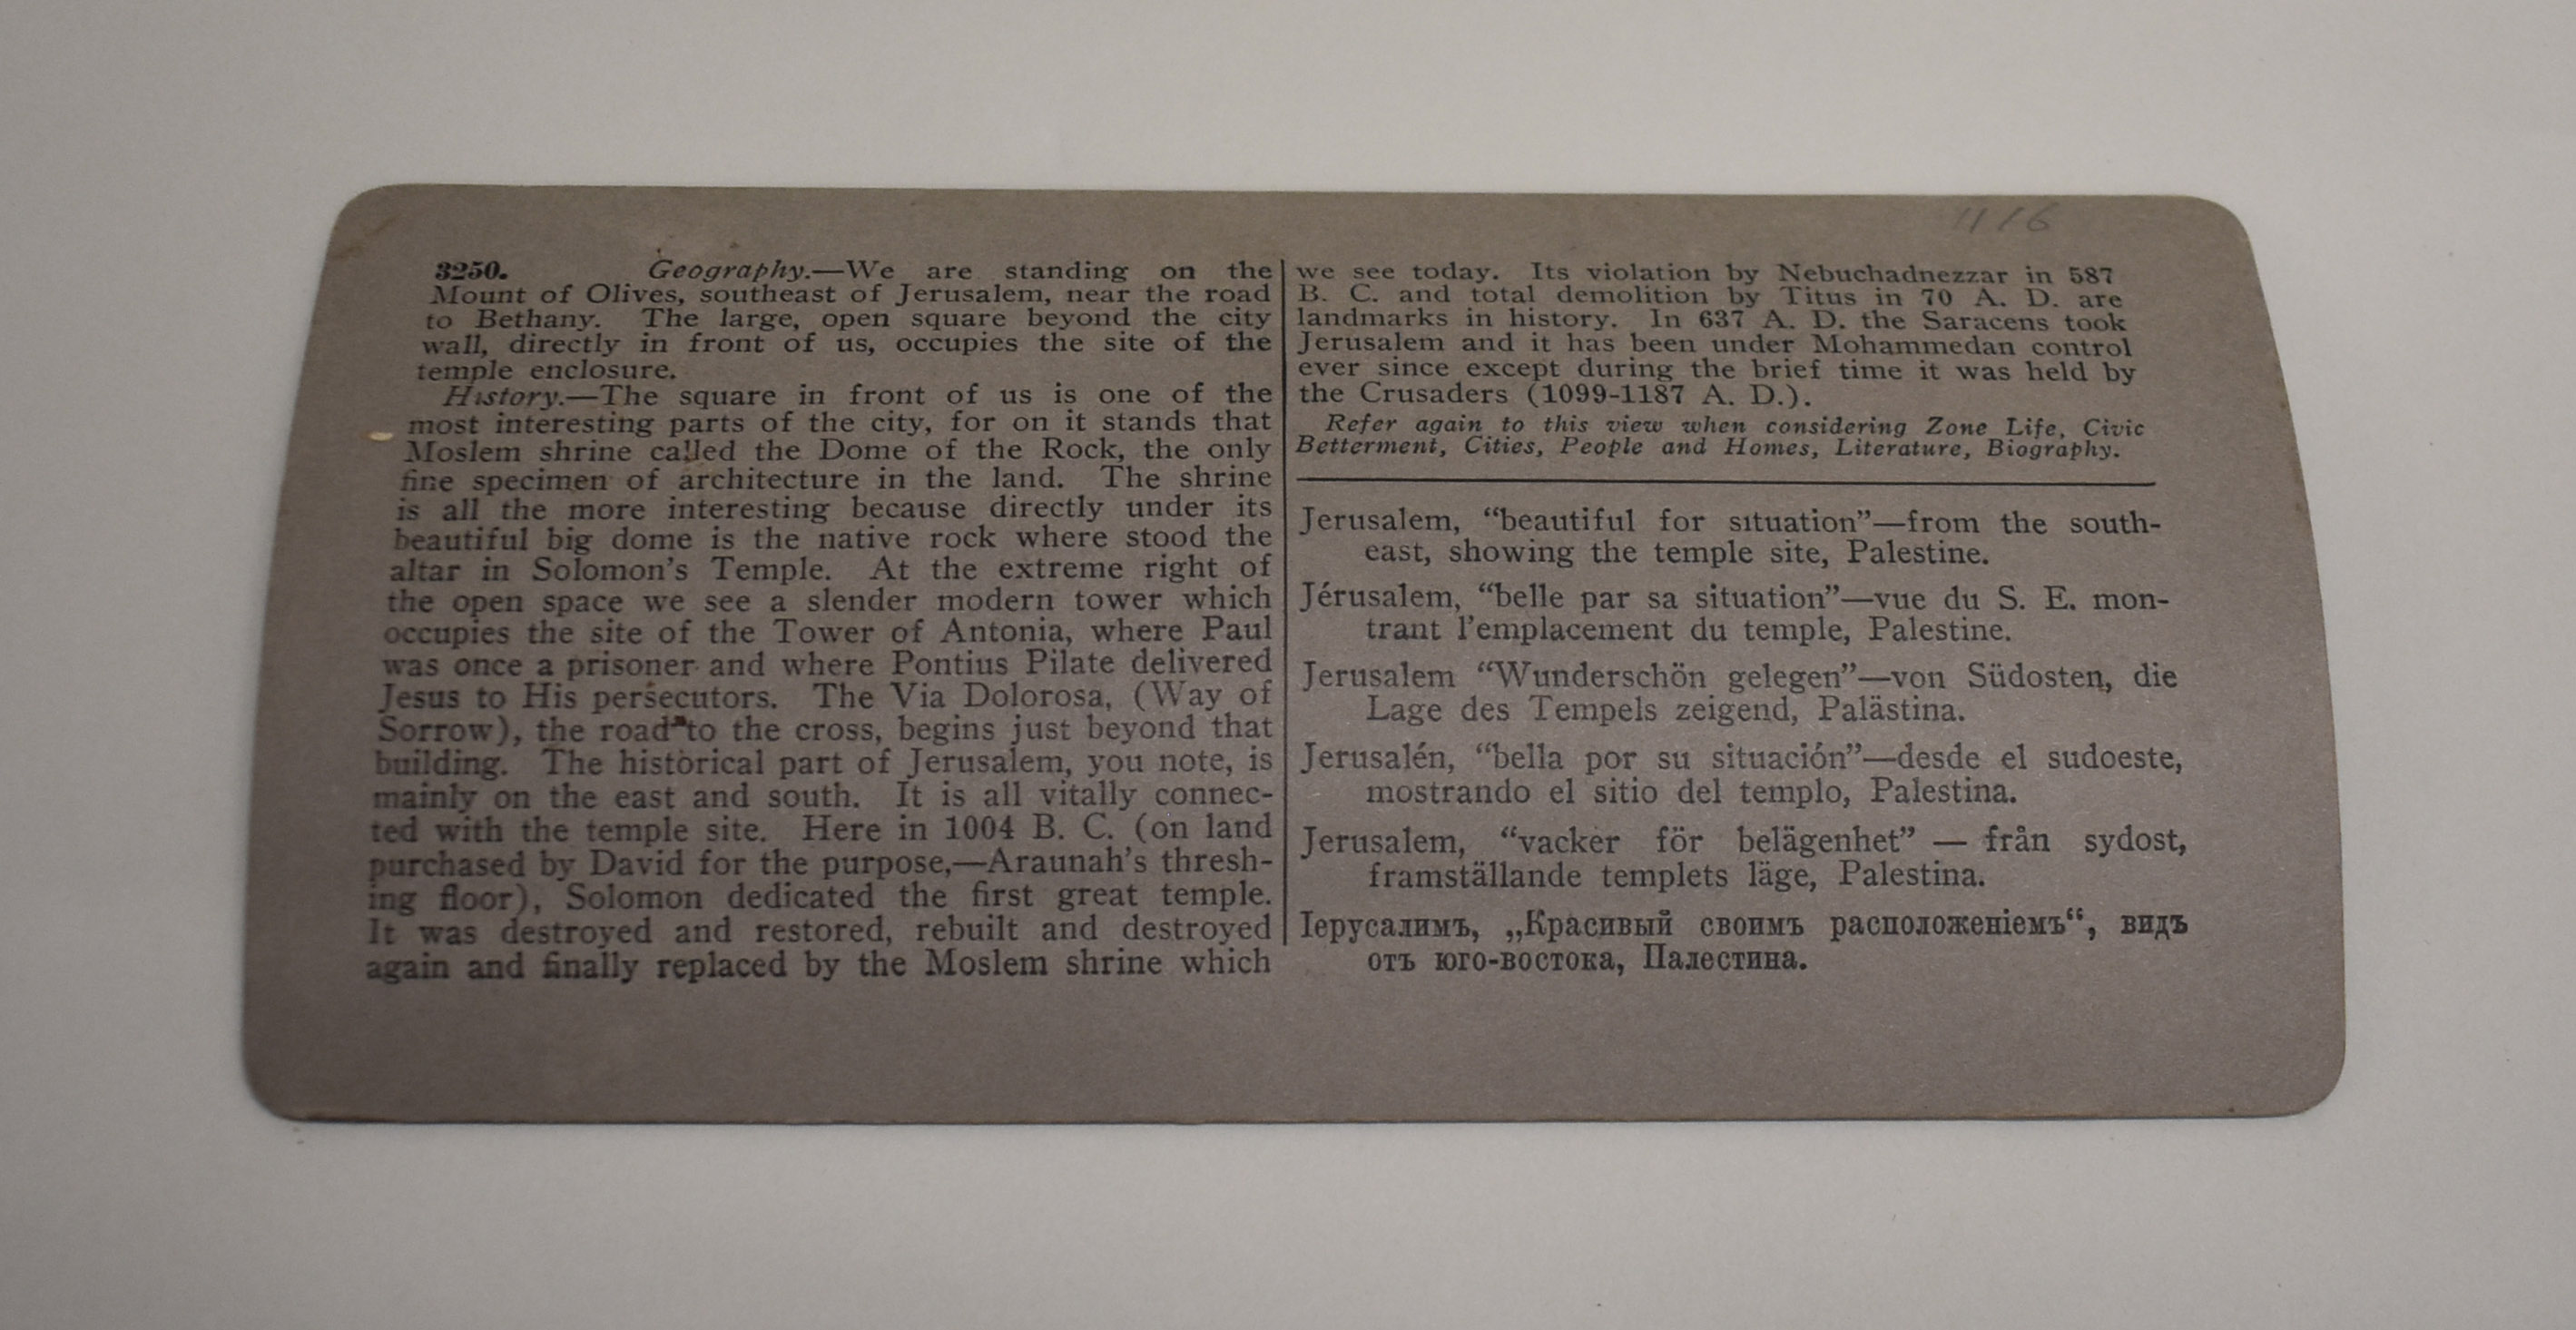 1116
3250. Geography.—We are standing on the
Mount of Olives, southeast of Jerusalem, near the road
to Bethany. The large, open square beyond the city
wall, directly in front of us, occupies the site of the
temple enclosure.
History.—The square in front of us is one of the
most interesting parts of the city, for on it stands that
Moslem shrine called the Dome of the Rock, the only
fine specimen of architecture in the land. The shrine
is all the more interesting because directly under its
beautiful big dome is the native rock where stood the
altar in Solomon's Temple. At the extreme right of
the open space we see a slender modern tower which
occupies the site of the Tower of Antonia, where Paul
was once a prisoner and where Pontius Pilate delivered
Jesus to His persecutors. The Via Dolorosa, (Way of
Sorrow), the road to the cross, begins just beyond that
building. The historical part of Jerusalem, you note, is
mainly on the east and south. It is all vitally connec-
ted with the temple site. Here in 1004 B. C. (on land
purchased by David for the purpose,—Araunah's thresh-
ing floor), Solomon dedicated the first great temple.
It was destroyed and restored, rebuilt and destroyed
again and finally replaced by the Moslem shrine which
we see today. Its violation by Nebuchadnezzar in 587
B. C. and total demolition by Titus in 70 A. D. are
landmarks in history. In 637 A. D. the Saracens took
Jerusalem and it has been under Mohammedan control
ever since except during the brief time it was held by
the Crusaders (1099-1187 A. D.).
Refer again to this view when considering Zone Life, Civic
Betterment, Cities, People and Homes, Literature, Biography.
Jerusalem, “beautiful for situation”—from the south-
east, showing the temple site, Palestine.
Jérusalem, “belle par sa situation”—vue du S. E. mon-
trant l'emplacement du temple, Palestine.
Jerusalem “Wunderschön gelegen”—von Südosten, die
Lage des Tempels zeigend, Palästina.
Jerusalén, “bella por su situación”—desde el sudoeste,
mostrando el sitio del templo, Palestina.
Jerusalem, “vacker för belägenhet” — från sydost,
framställande templets läge, Palestina.
Іерусалимъ, „Красивый своимъ расположеніемъ“, видъ
отъ юго-востока, Палестина.